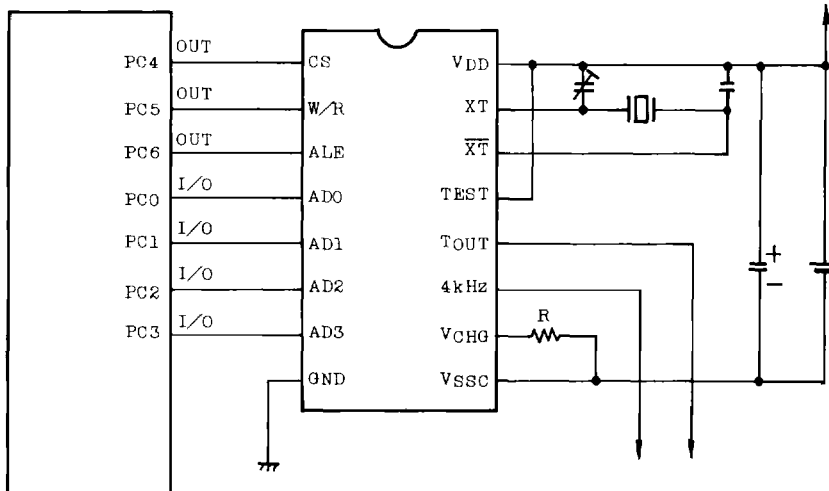 OUT
PC4 CS VDD
OUT
PC5 W/R XT
OUT
PC6 ALE X̅T̅
I/O
PC0 AD0 TEST
I/O
PC1 AD1 TOUT
I/O
PC2 AD2 4kHz
I/O
PC3 AD3 VCHG R
GND VSSC
+
−